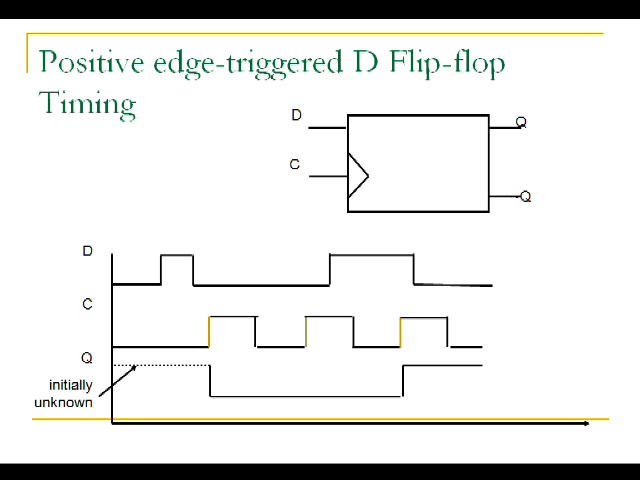 Positive edge-triggered D Flip-flop
Timing
D
Q
C
Q
D
C
Q
initially
unknown